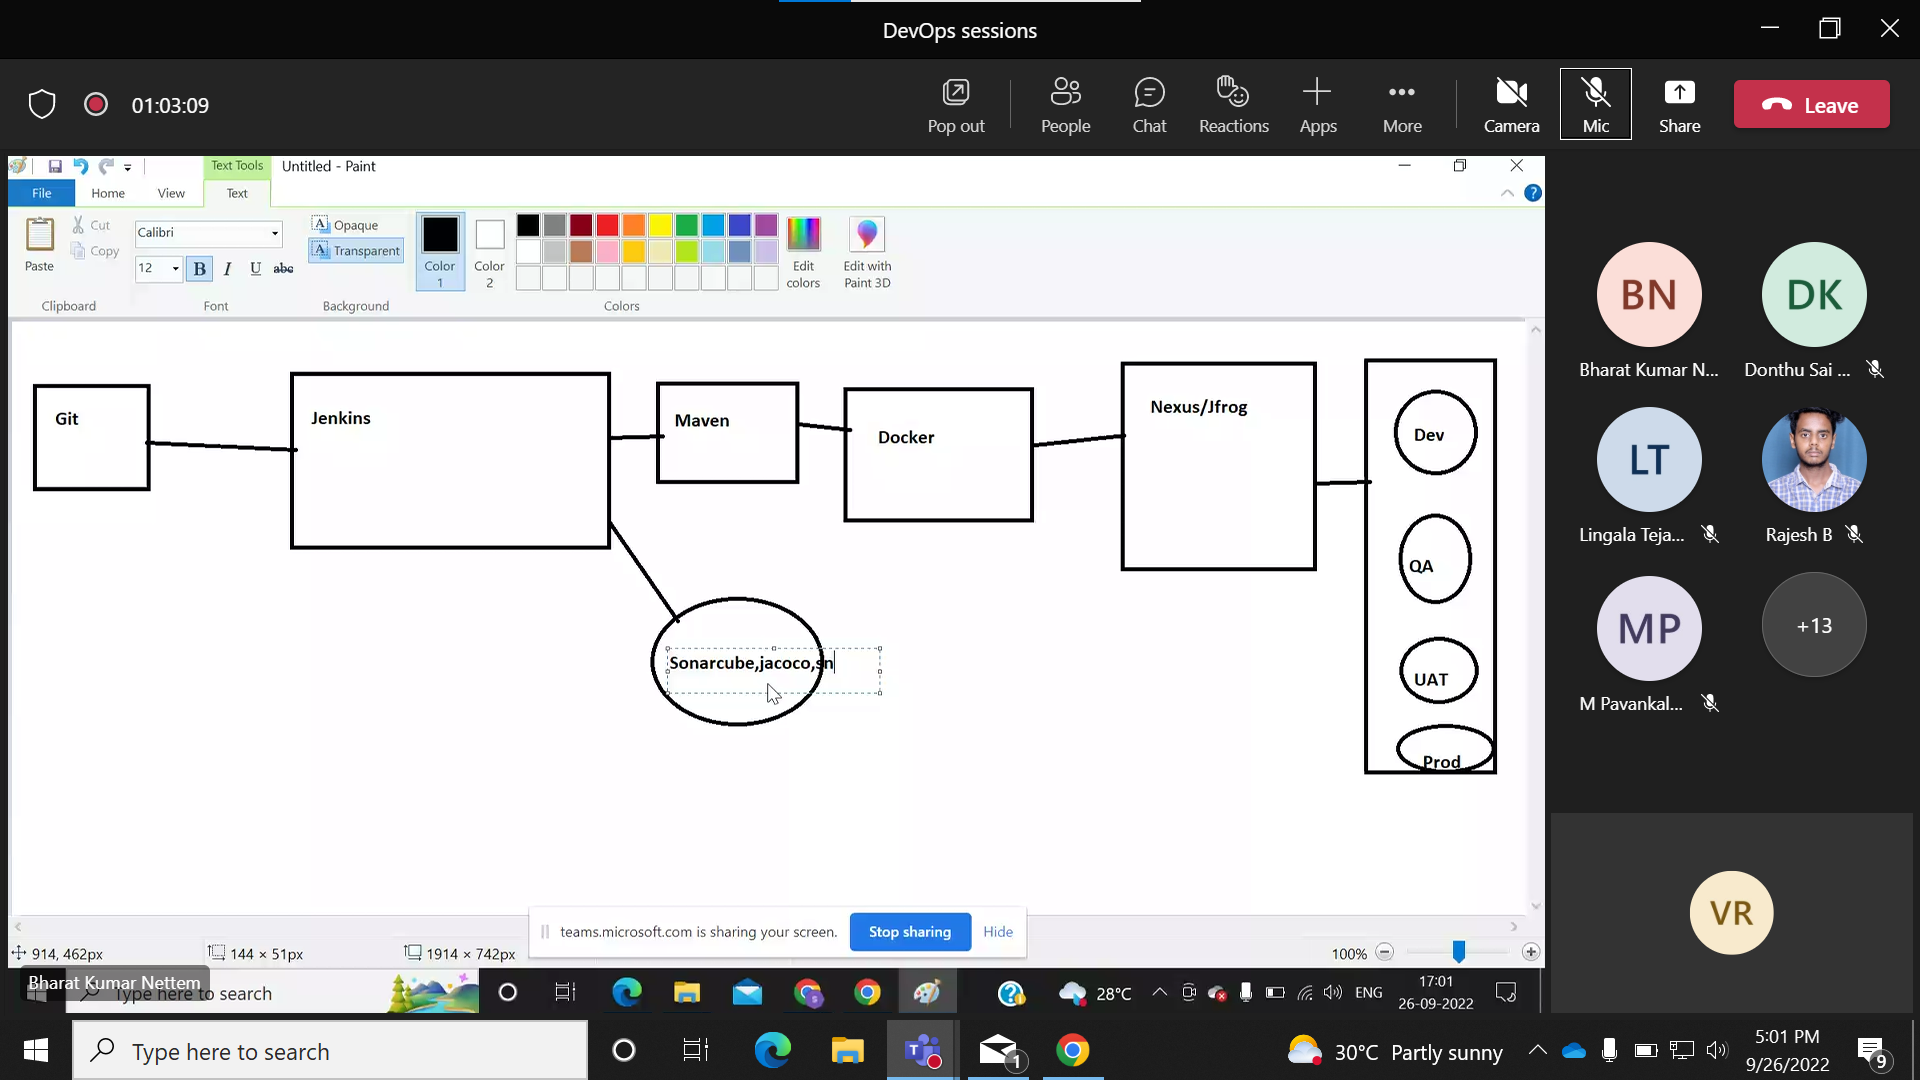 DevOps sessions
01:03:09
Pop out
People
Chat
Reactions
Apps
More
Camera
Mic
Share
Leave
Text Tools
Untitled - Paint
File
Home
View
Text
Paste
Cut
Copy
Clipboard
Calibri
12
B I U abc
Font
Opaque
Transparent
Background
Color 1
Color 2
Edit colors
Edit with Paint 3D
Colors
Git
Jenkins
Maven
Docker
Nexus/Jfrog
Dev
QA
UAT
Prod
Sonarcube,jacoco,sn
BN
Bharat Kumar N...
DK
Donthu Sai ...
LT
Lingala Teja...
Rajesh B
MP
M Pavankal...
+13
VR
teams.microsoft.com is sharing your screen.
Stop sharing
Hide
914, 462px
144 × 51px
1914 × 742px
100%
Bharat Kumar Nettem
Type here to search
28°C
ENG
17:01
26-09-2022
Type here to search
1
30°C Partly sunny
5:01 PM
9/26/2022
9